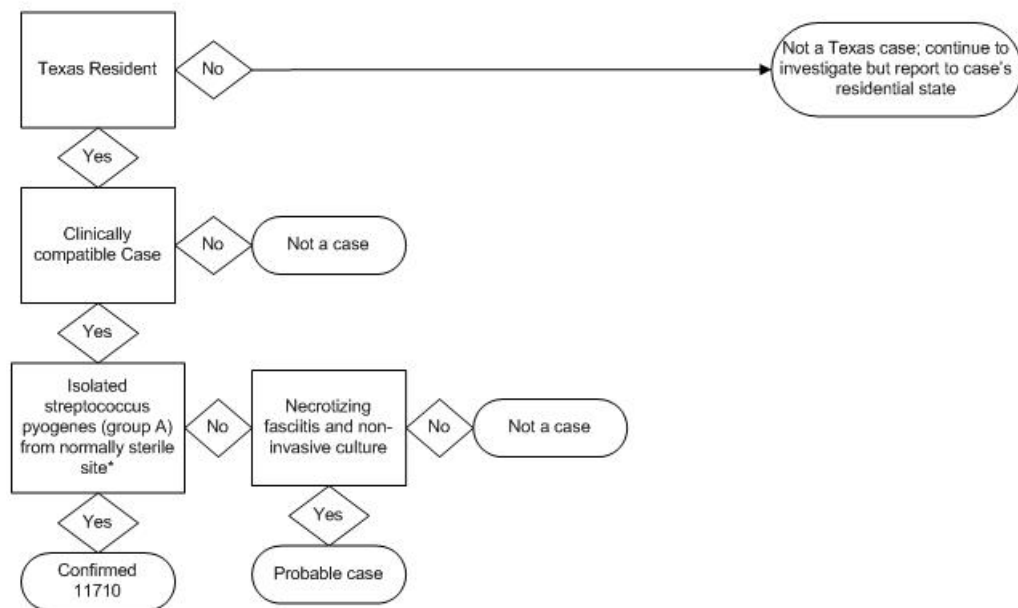 Texas Resident
No
Not a Texas case; continue to
investigate but report to case's
residential state
Yes
Clinically
compatible Case
No
Not a case
Yes
Isolated
streptococcus
pyogenes (group A)
from normally sterile
site*
No
Necrotizing
fasciitis and non-
invasive culture
No
Not a case
Yes
Yes
Confirmed
11710
Probable case